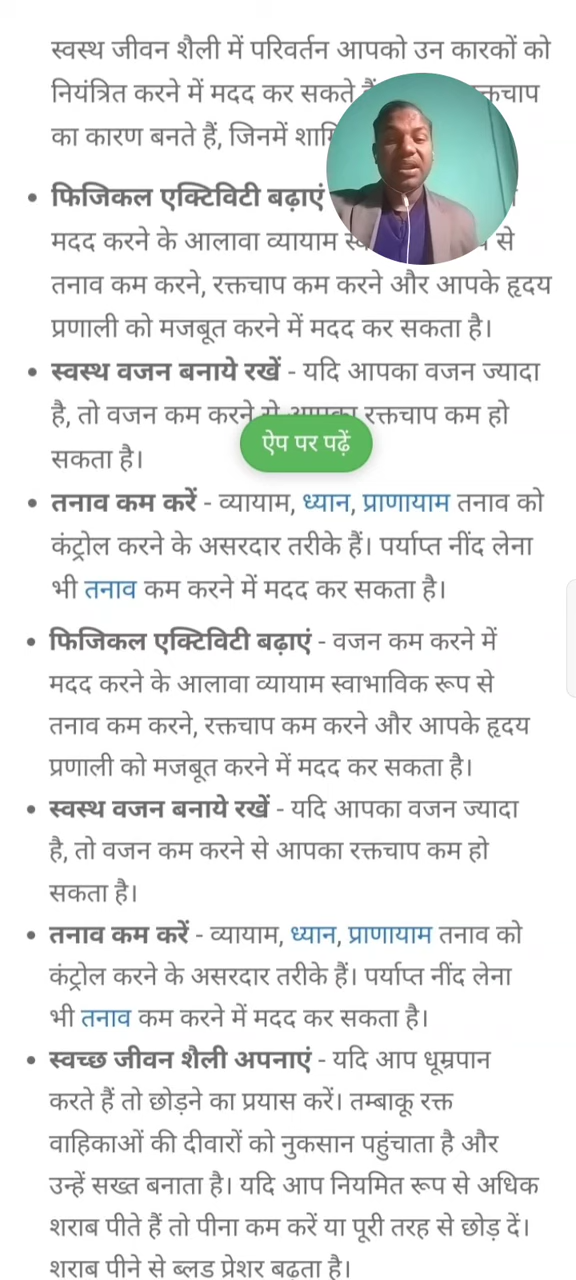 स्वस्थ जीवन शैली में परिवर्तन आपको उन कारकों को
नियंत्रित करने में मदद कर सकते
का कारण बनते हैं, जिनमें
• फिजिकल एक्टिविटी बढ़ाएं
मदद करने के आलावा व्यायाम से
तनाव कम करने, रक्तचाप कम करने और आपके हृदय
प्रणाली को मजबूत करने में मदद कर सकता है।
• स्वस्थ वजन बनाये रखें - यदि आपका वजन ज्यादा
है, तो वजन कम करने से आपका रक्तचाप कम हो
ऐप पर पढ़ें
सकता है।
• तनाव कम करें - व्यायाम, ध्यान, प्राणायाम तनाव को
कंट्रोल करने के असरदार तरीके हैं। पर्याप्त नींद लेना
भी तनाव कम करने में मदद कर सकता है।
• फिजिकल एक्टिविटी बढ़ाएं - वजन कम करने में
मदद करने के आलावा व्यायाम स्वाभाविक रूप से
तनाव कम करने, रक्तचाप कम करने और आपके हृदय
प्रणाली को मजबूत करने में मदद कर सकता है।
• स्वस्थ वजन बनाये रखें - यदि आपका वजन ज्यादा
है, तो वजन कम करने से आपका रक्तचाप कम हो
सकता है।
• तनाव कम करें - व्यायाम, ध्यान, प्राणायाम तनाव को
कंट्रोल करने के असरदार तरीके हैं। पर्याप्त नींद लेना
भी तनाव कम करने में मदद कर सकता है।
• स्वच्छ जीवन शैली अपनाएं - यदि आप धूम्रपान
करते हैं तो छोड़ने का प्रयास करें। तम्बाकू रक्त
वाहिकाओं की दीवारों को नुकसान पहुंचाता है और
उन्हें सख्त बनाता है। यदि आप नियमित रूप से अधिक
शराब पीते हैं तो पीना कम करें या पूरी तरह से छोड़ दें।
शराब पीने से ब्लड प्रेशर बढ़ता है।